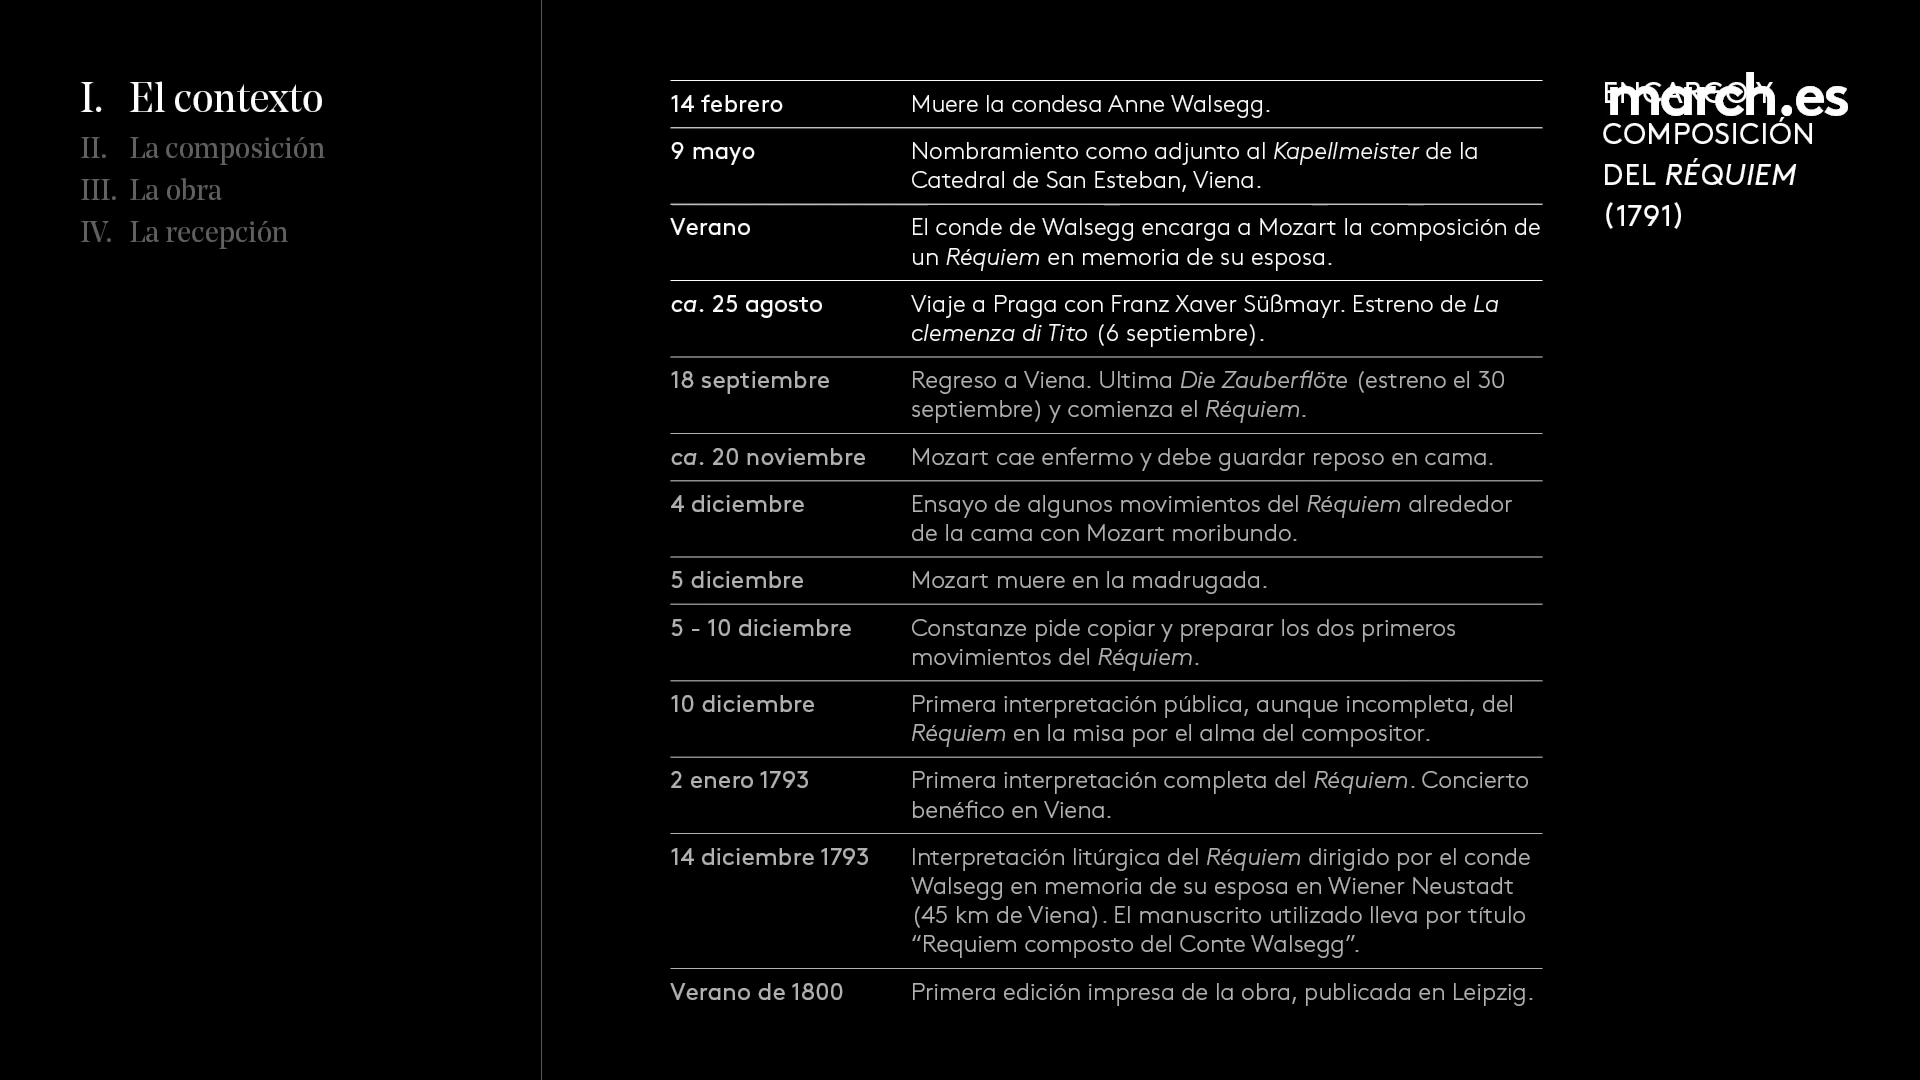 I. El contexto
II. La composición
III. La obra
IV. La recepción
14 febrero Muere la condesa Anne Walsegg.
9 mayo Nombramiento como adjunto al Kapellmeister de la
Catedral de San Esteban, Viena.
Verano El conde de Walsegg encarga a Mozart la composición de
un Réquiem en memoria de su esposa.
ca. 25 agosto Viaje a Praga con Franz Xaver Süßmayr. Estreno de La
clemenza di Tito (6 septiembre).
18 septiembre Regreso a Viena. Ultima Die Zauberflöte (estreno el 30
septiembre) y comienza el Réquiem.
ca. 20 noviembre Mozart cae enfermo y debe guardar reposo en cama.
4 diciembre Ensayo de algunos movimientos del Réquiem alrededor
de la cama con Mozart moribundo.
5 diciembre Mozart muere en la madrugada.
5 - 10 diciembre Constanze pide copiar y preparar los dos primeros
movimientos del Réquiem.
10 diciembre Primera interpretación pública, aunque incompleta, del
Réquiem en la misa por el alma del compositor.
2 enero 1793 Primera interpretación completa del Réquiem. Concierto
benéfico en Viena.
14 diciembre 1793 Interpretación litúrgica del Réquiem dirigido por el conde
Walsegg en memoria de su esposa en Wiener Neustadt
(45 km de Viena). El manuscrito utilizado lleva por título
“Requiem composto del Conte Walsegg”.
Verano de 1800 Primera edición impresa de la obra, publicada en Leipzig.
ENCARGO Y
march.es
COMPOSICIÓN
DEL RÉQUIEM
(1791)